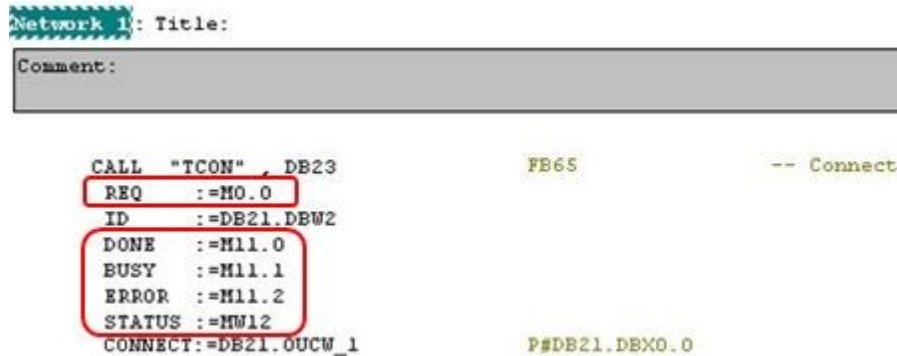 Network 1: Title:
Comment:
CALL "TCON" , DB23 FB65 -- Connect
REQ :=M0.0
ID :=DB21.DBW2
DONE :=M11.0
BUSY :=M11.1
ERROR :=M11.2
STATUS :=MW12
CONNECT:=DB21.OUCW_1 P#DB21.DBX0.0